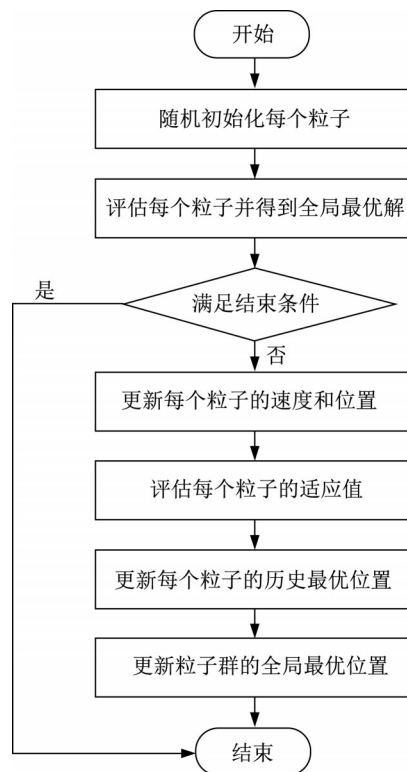 开始
随机初始化每个粒子
评估每个粒子并得到全局最优解
满足结束条件
是
否
更新每个粒子的速度和位置
评估每个粒子的适应值
更新每个粒子的历史最优位置
更新粒子群的全局最优位置
结束